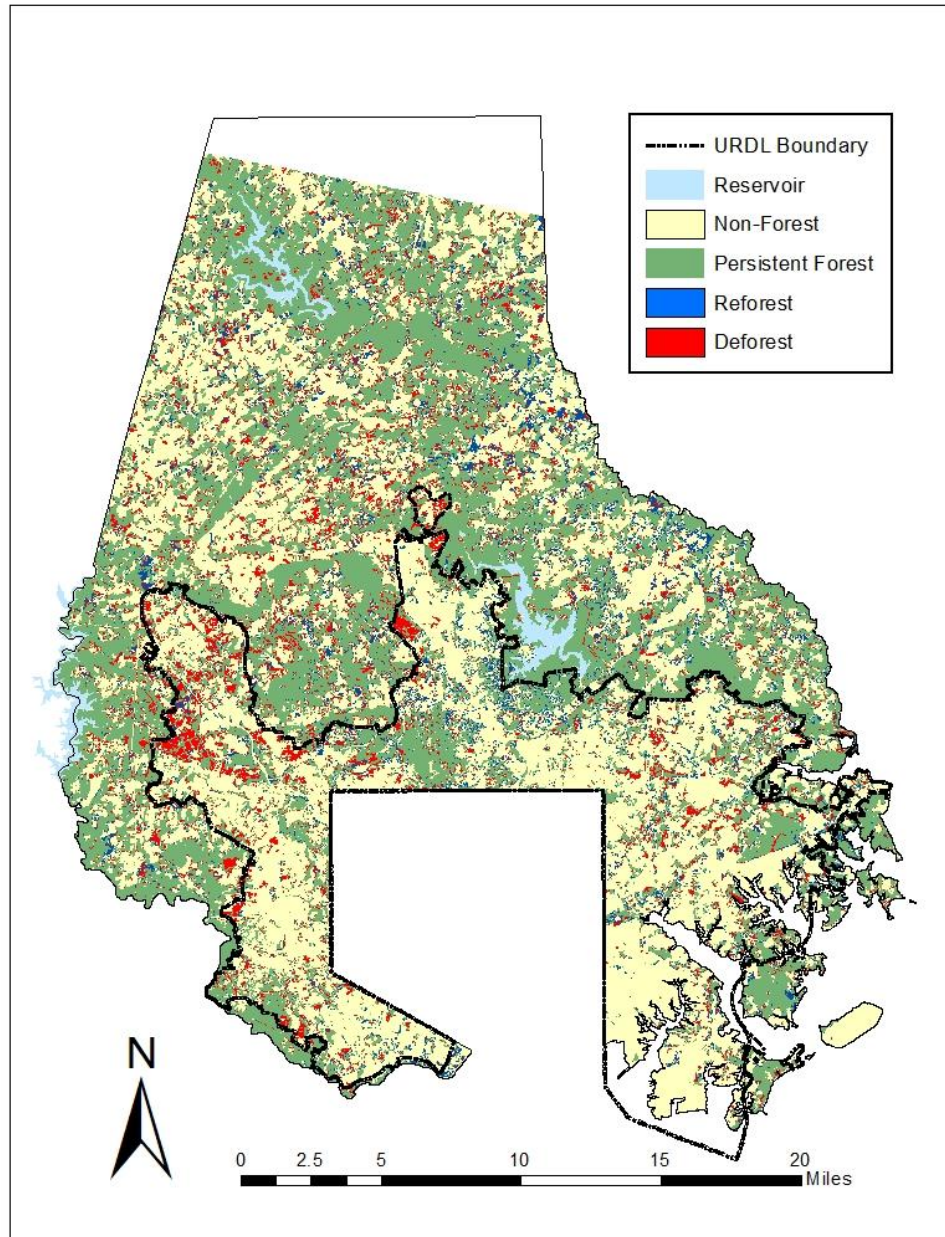 URDL Boundary
Reservoir
Non-Forest
Persistent Forest
Reforest
Deforest
N
0 2.5 5 10 15 20
Miles